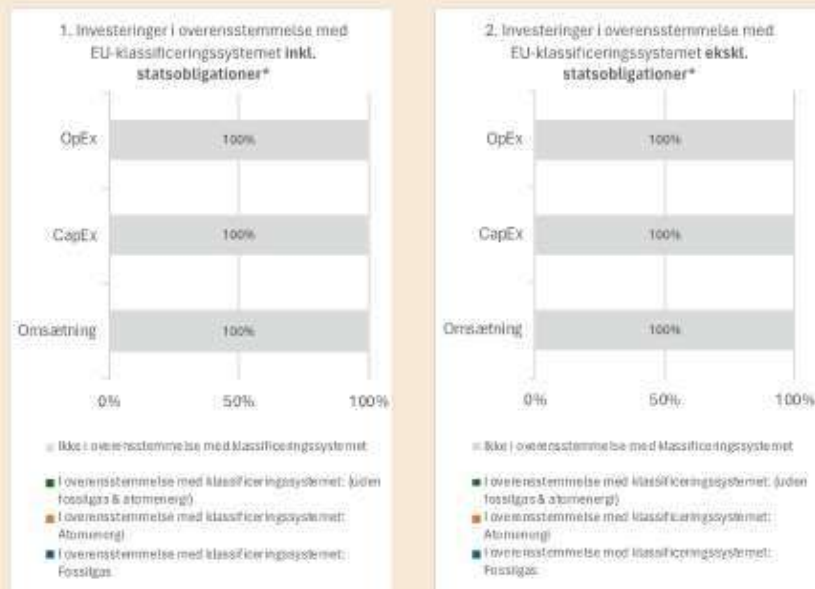 1. Investeringer i overensstemmelse med
EU-klassificeringssystemet inkl.
statsobligationer*
OpEx
100%
CapEx
100%
Omsætning
100%
0%
50%
100%
Ikke i overensstemmelse med klassificeringssystemet
I overensstemmelse med klassificeringssystemet: (uden
fossilgas & atomenergi)
I overensstemmelse med klassificeringssystemet:
Atomenergi
I overensstemmelse med klassificeringssystemet:
Fossilgas
2. Investeringer i overensstemmelse med
EU-klassificeringssystemet ekskl.
statsobligationer*
OpEx
100%
CapEx
100%
Omsætning
100%
0%
50%
100%
Ikke i overensstemmelse med klassificeringssystemet
I overensstemmelse med klassificeringssystemet: (uden
fossilgas & atomenergi)
I overensstemmelse med klassificeringssystemet:
Atomenergi
I overensstemmelse med klassificeringssystemet:
Fossilgas